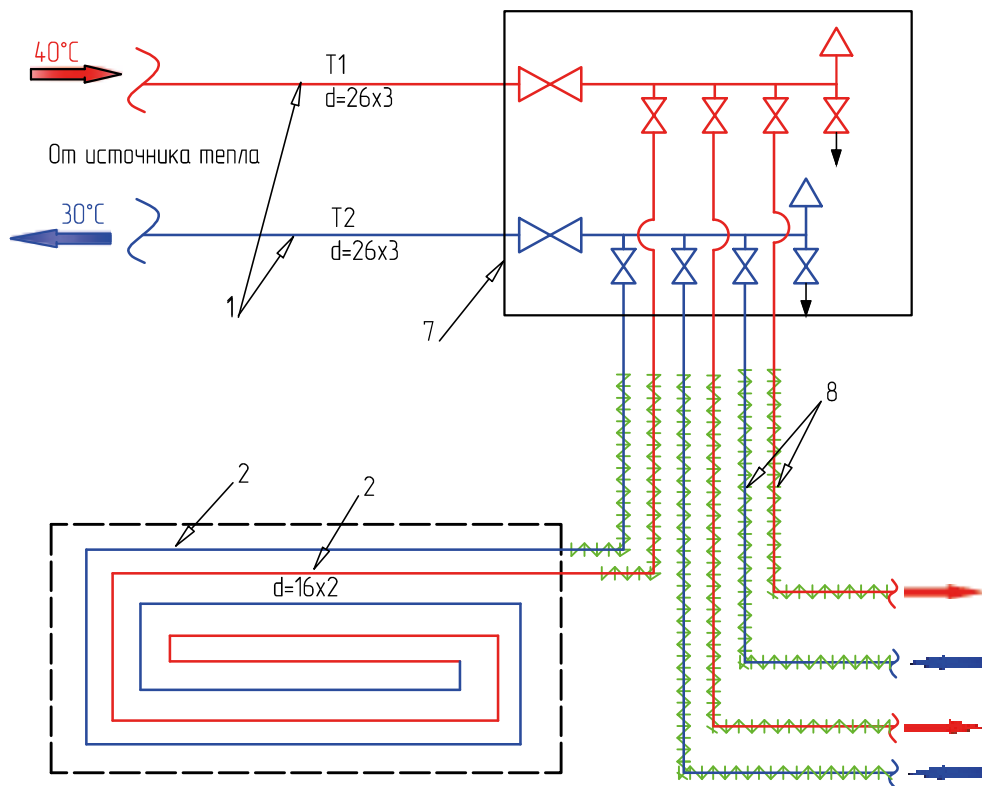 40°C
T1
d=26x3
От источника тепла
30°C
T2
d=26x3
1
7
8
2
2
d=16x2